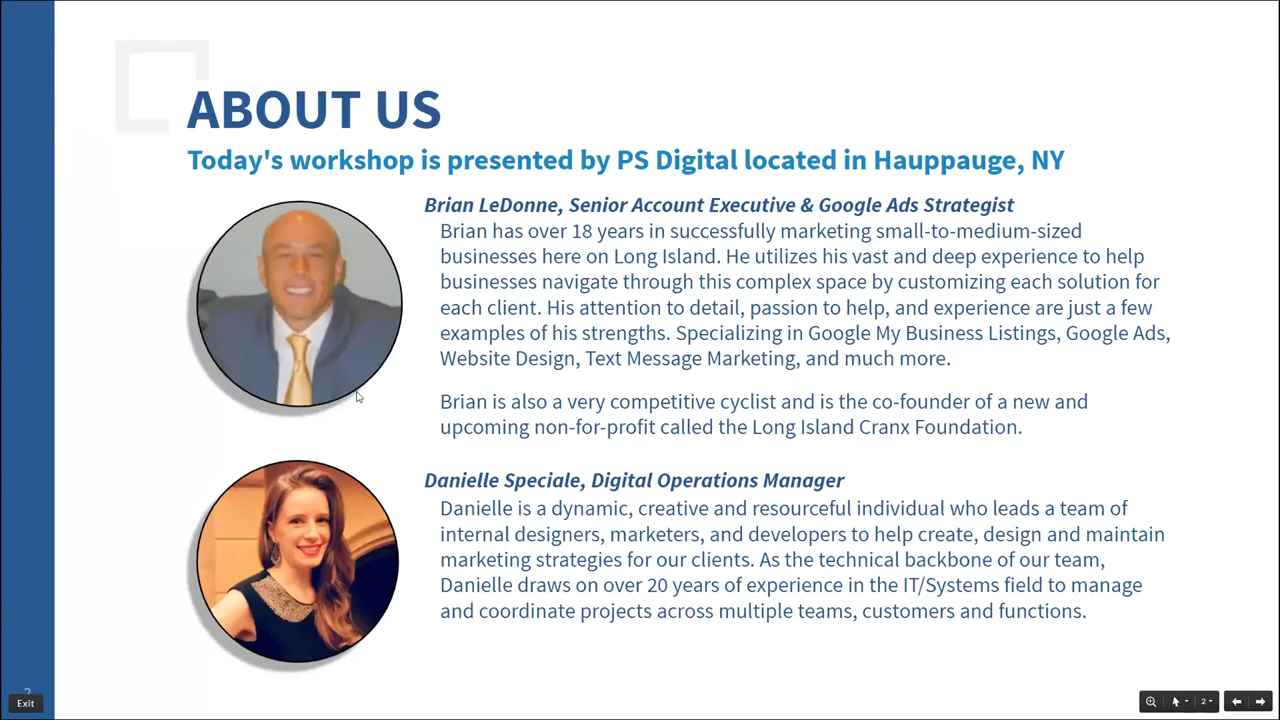 ABOUT US
Today's workshop is presented by PS Digital located in Hauppauge, NY
Brian LeDonne, Senior Account Executive & Google Ads Strategist
Brian has over 18 years in successfully marketing small-to-medium-sized
businesses here on Long Island. He utilizes his vast and deep experience to help
businesses navigate through this complex space by customizing each solution for
each client. His attention to detail, passion to help, and experience are just a few
examples of his strengths. Specializing in Google My Business Listings, Google Ads,
Website Design, Text Message Marketing, and much more.
Brian is also a very competitive cyclist and is the co-founder of a new and
upcoming non-for-profit called the Long Island Cranx Foundation.
Danielle Speciale, Digital Operations Manager
Danielle is a dynamic, creative and resourceful individual who leads a team of
internal designers, marketers, and developers to help create, design and maintain
marketing strategies for our clients. As the technical backbone of our team,
Danielle draws on over 20 years of experience in the IT/Systems field to manage
and coordinate projects across multiple teams, customers and functions.
Exit
2